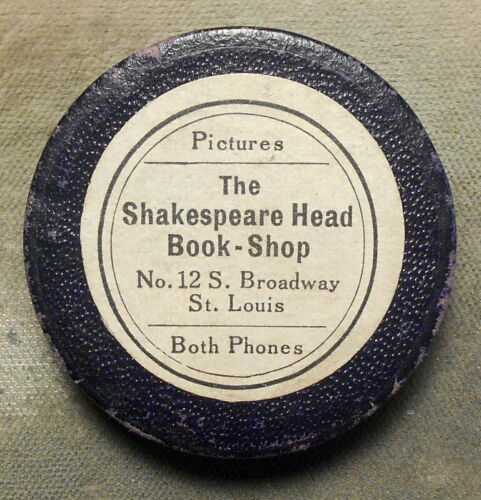 Pictures
The
Shakespeare Head
Book-Shop
No. 12 S. Broadway
St. Louis
Both Phones